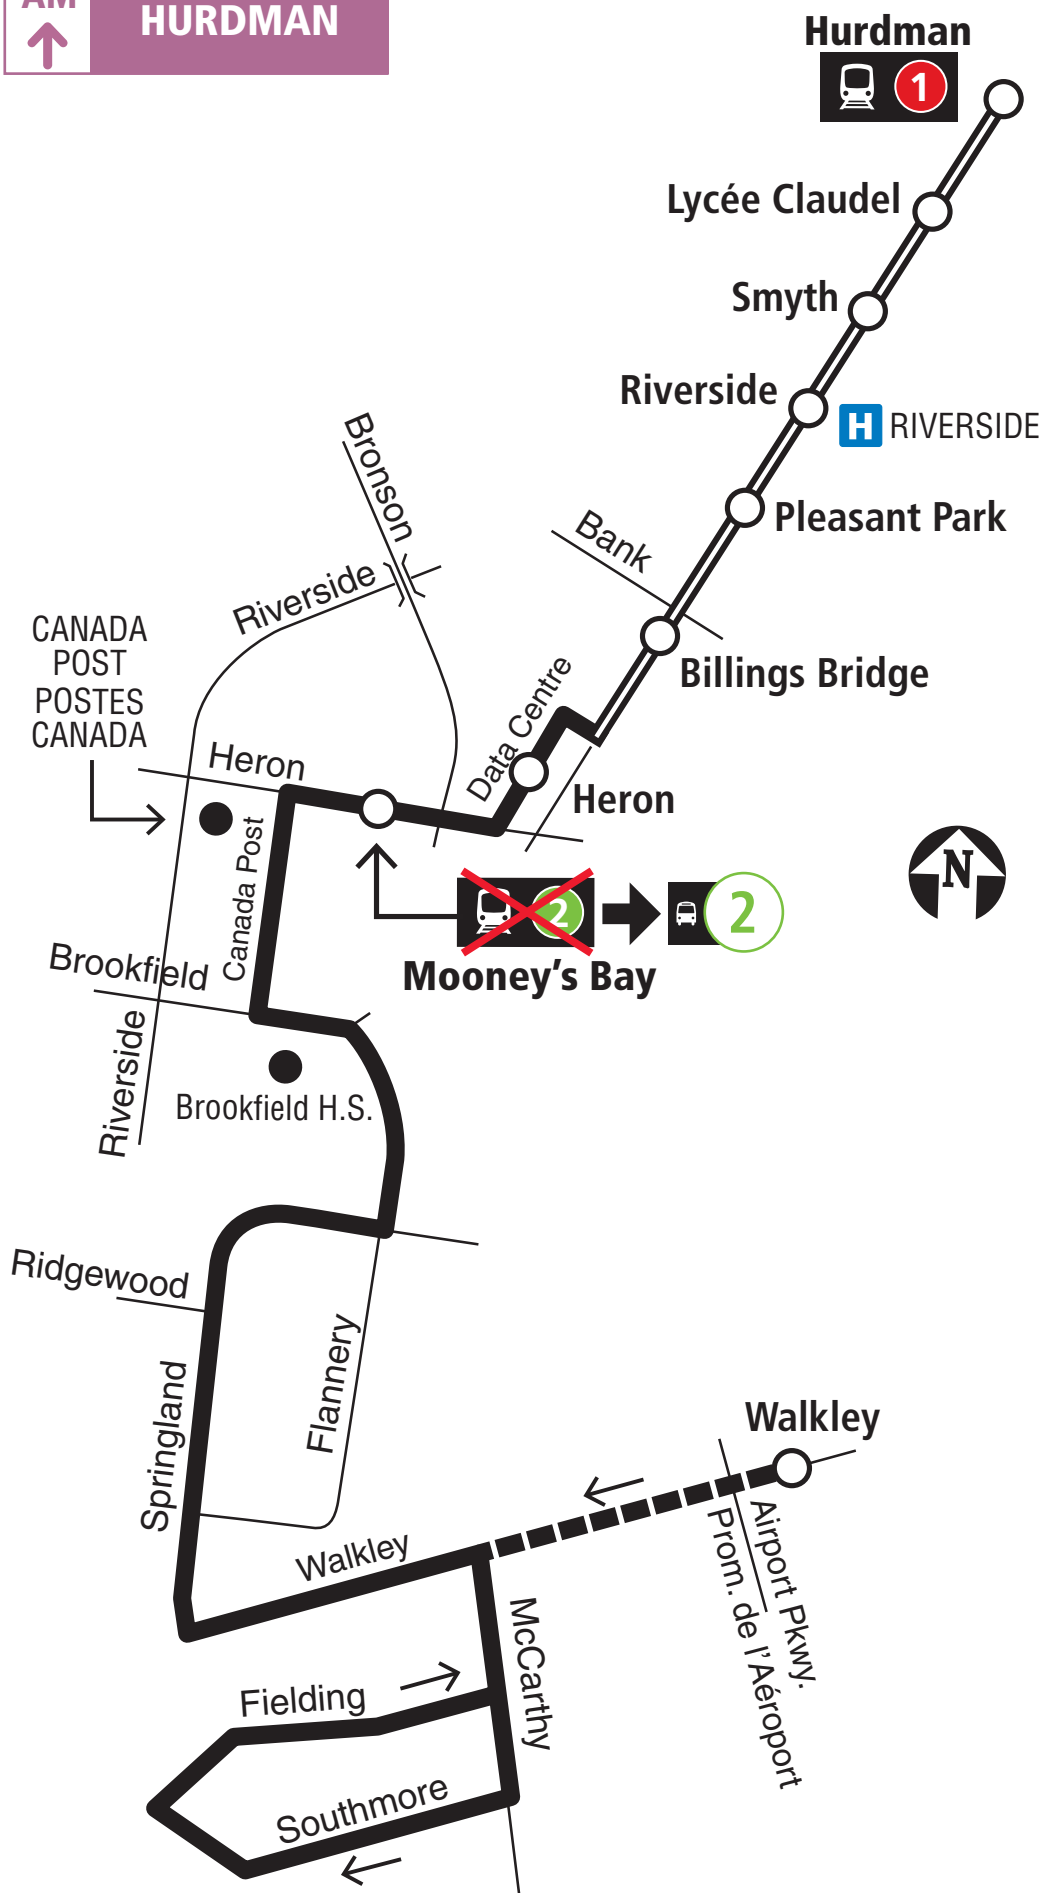 AM
HURDMAN
Hurdman
1
Lycée Claudel
Smyth
Riverside
H RIVERSIDE
Pleasant Park
Bronson
Bank
Riverside
CANADA
POST
POSTES
CANADA
Billings Bridge
Data Centre
Heron
Heron
Canada Post
N
2
2
Mooney's Bay
Brookfield
Riverside
Brookfield H.S.
Ridgewood
Flannery
Springland
Walkley
Walkley
Airport Pkwy.
Prom. de l'Aéroport
McCarthy
Fielding
Southmore